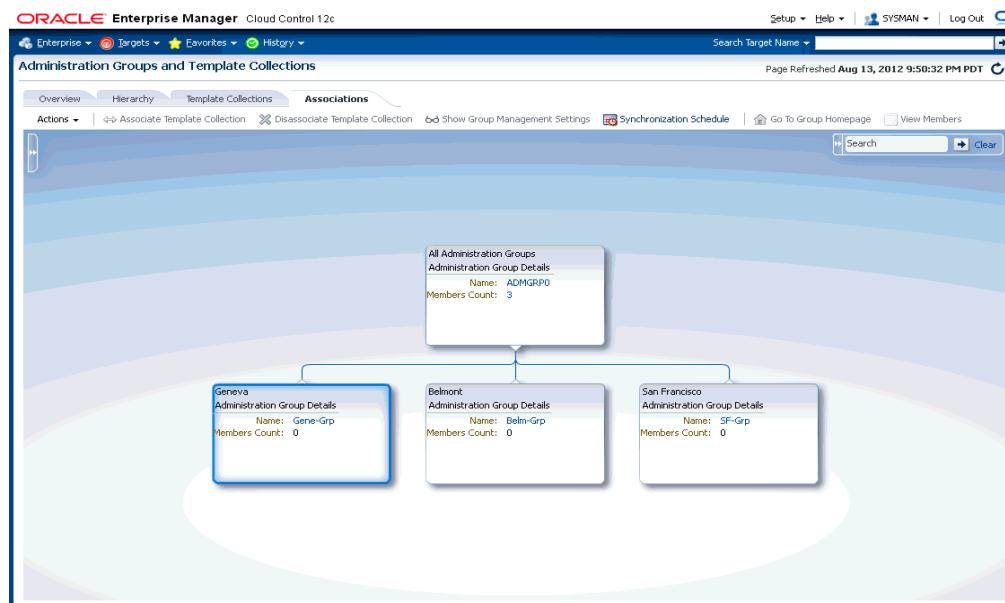 ORACLE Enterprise Manager Cloud Control 12c
Setup Help SYSMAN Log Out
Enterprise Targets Favorites History
Search Target Name
Administration Groups and Template Collections
Page Refreshed Aug 13, 2012 9:50:32 PM PDT
Overview Hierarchy Template Collections Associations
Actions Associate Template Collection Disassociate Template Collection Show Group Management Settings Synchronization Schedule Go To Group Homepage View Members
Search Clear
All Administration Groups
Administration Group Details
Name: ADMGRP0
Members Count: 3
Geneva
Administration Group Details
Name: Gene-Grp
Members Count: 0
Belmont
Administration Group Details
Name: Belm-Grp
Members Count: 0
San Francisco
Administration Group Details
Name: SF-Grp
Members Count: 0